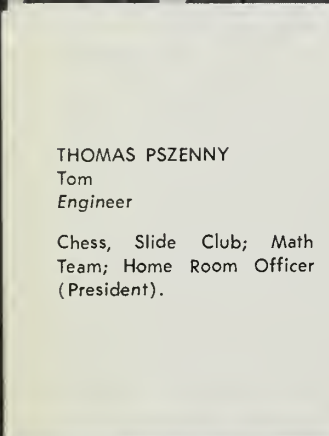 THOMAS PSZENNY
Tom
Engineer
Chess, Slide Club; Math
Team; Home Room Officer
(President).